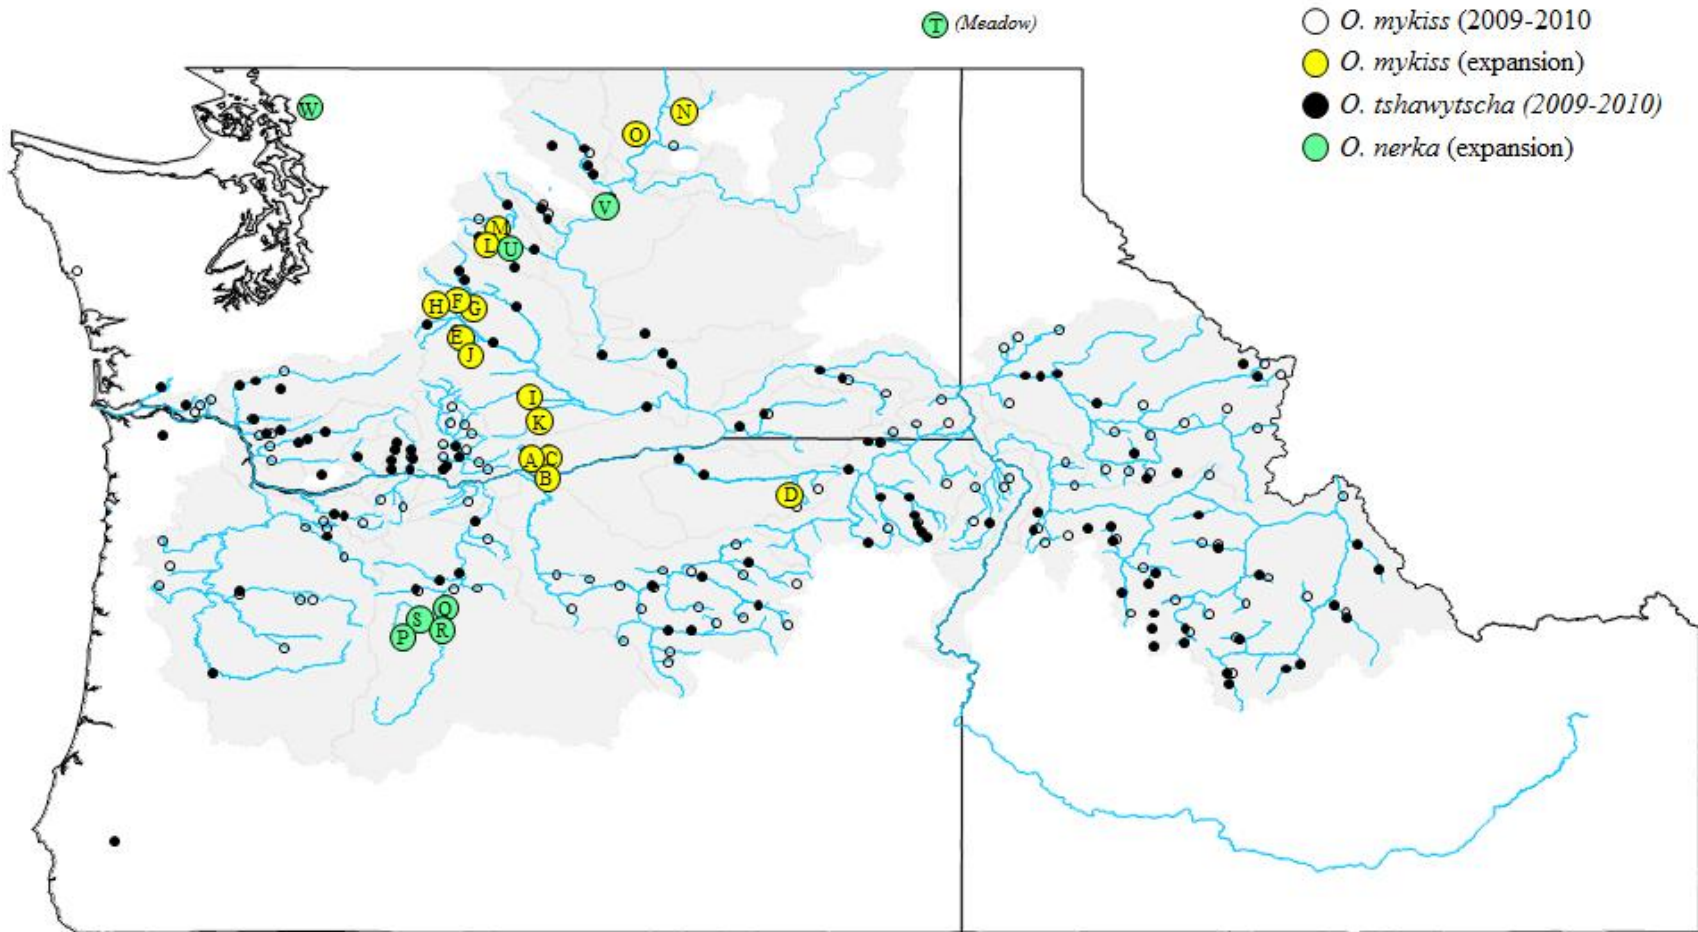 T (Meadow)
O. mykiss (2009-2010
O. mykiss (expansion)
O. tshawytscha (2009-2010)
O. nerka (expansion)
W
N
O
V
M
L
U
H
F
G
E
J
I
K
A
C
B
D
Q
S
R
P